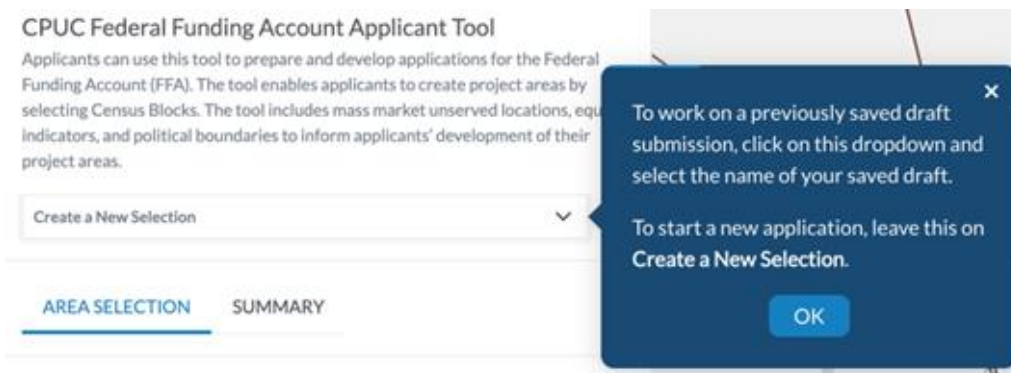 CPUC Federal Funding Account Applicant Tool
Applicants can use this tool to prepare and develop applications for the Federal
Funding Account (FFA). The tool enables applicants to create project areas by
selecting Census Blocks. The tool includes mass market unserved locations, equ
indicators, and political boundaries to inform applicants' development of their
project areas.
Create a New Selection
AREA SELECTION SUMMARY
To work on a previously saved draft
submission, click on this dropdown and
select the name of your saved draft.
To start a new application, leave this on
Create a New Selection.
OK